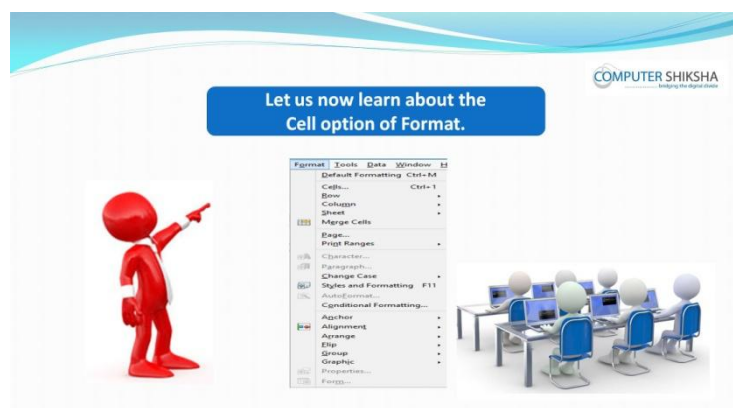 COMPUTER SHIKSHA
bridging the digital divide
Let us now learn about the
Cell option of Format.
Format Tools Data Window H
Default Formatting Ctrl+M
Cells... Ctrl+1
Row
Column
Sheet
Merge Cells
Page...
Print Ranges
Character...
Paragraph...
Change Case
Styles and Formatting F11
AutoFormat...
Conditional Formatting...
Anchor
Alignment
Arrange
Flip
Group
Graphic
Properties...
Form...